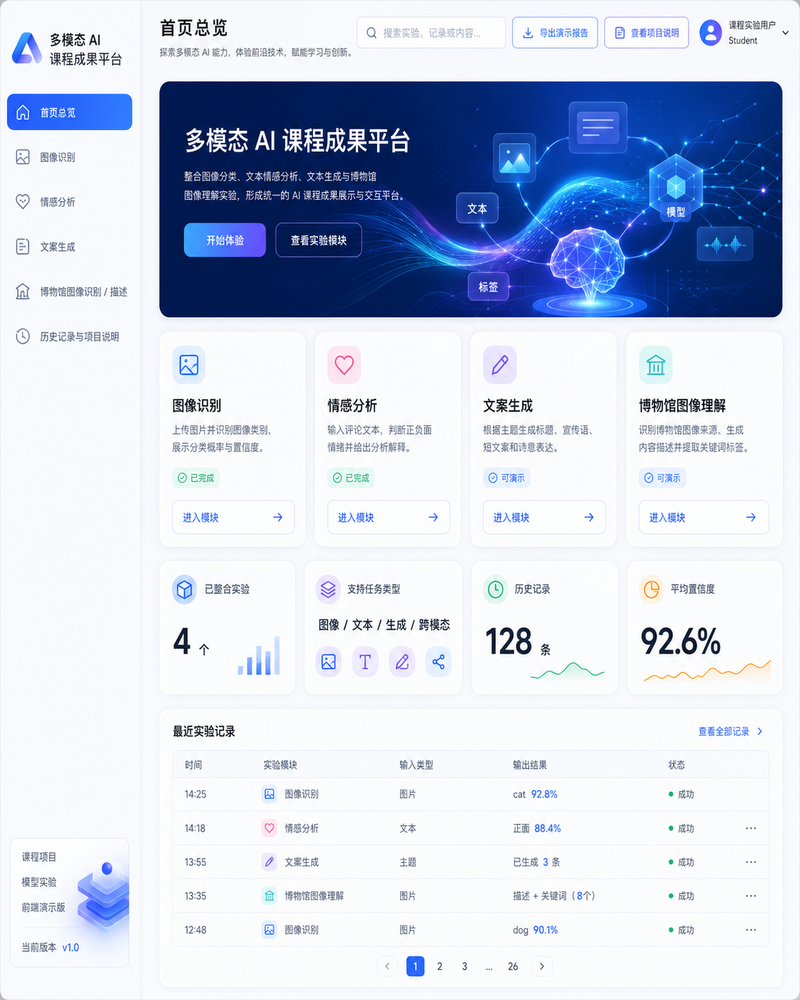 多模态 AI
课程成果平台
首页总览
图像识别
情感分析
文案生成
博物馆图像识别 / 描述
历史记录与项目说明
课程项目
模型实验
前端演示版
当前版本 v1.0
首页总览
探索多模态 AI 能力，体验前沿技术，赋能学习与创新。
搜索实验、记录或内容...
导出演示报告
查看项目说明
课程实验用户
Student
多模态 AI 课程成果平台
整合图像分类、文本情感分析、文本生成与博物馆
图像理解实验，形成统一的 AI 课程成果展示与交互平台。
开始体验
查看实验模块
文本
标签
模型
图像识别
上传图片并识别图像类别，
展示分类概率与置信度。
已完成
进入模块
情感分析
输入评论文本，判断正负面
情绪并给出分析解释。
已完成
进入模块
文案生成
根据主题生成标题、宣传语、
短文案和诗意表达。
可演示
进入模块
博物馆图像理解
识别博物馆图像来源、生成
内容描述并提取关键词标签。
可演示
进入模块
已整合实验
4 个
支持任务类型
图像 / 文本 / 生成 / 跨模态
T
历史记录
128 条
平均置信度
92.6%
最近实验记录
查看全部记录
时间 实验模块 输入类型 输出结果 状态
14:25 图像识别 图片 cat 92.8% 成功
14:18 情感分析 文本 正面 88.4% 成功 ...
13:55 文案生成 主题 已生成 3 条 成功 ...
13:35 博物馆图像理解 图片 描述 + 关键词（8个） 成功 ...
12:48 图像识别 图片 dog 90.1% 成功 ...
1 2 3 ... 26